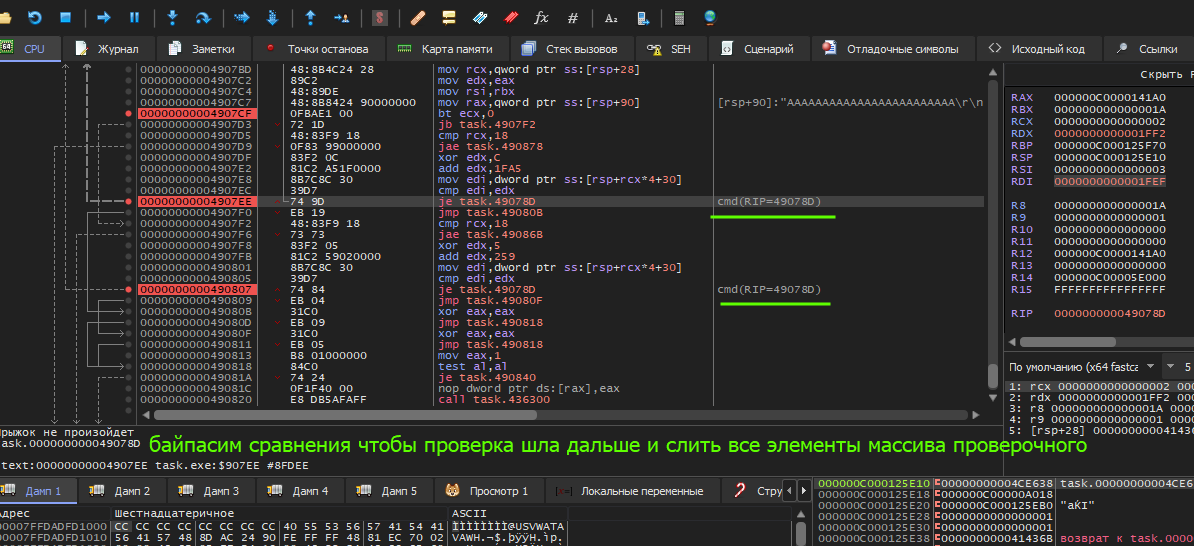 fx # A₂
CPU Журнал Заметки Точки останова Карта памяти Стек вызовов SEH Сценарий Отладочные символы Исходный код Ссылки
00000000004907BD 48:8B4C24 28 mov rcx,qword ptr ss:[rsp+28]
00000000004907C2 89C2 mov edx,eax
00000000004907C4 48:89DE mov rsi,rbx
00000000004907C7 48:8B8424 90000000 mov rax,qword ptr ss:[rsp+90] [rsp+90]:"AAAAAAAAAAAAAAAAAAAAAAAA\r\n
00000000004907CF 0FBAE1 00 bt ecx,0
00000000004907D3 72 1D jb task.4907F2
00000000004907D5 48:83F9 18 cmp rcx,18
00000000004907D9 0F83 99000000 jae task.490878
00000000004907DF 83F2 0C xor edx,C
00000000004907E2 81C2 A51F0000 add edx,1FA5
00000000004907E8 8B7C8C 30 mov edi,dword ptr ss:[rsp+rcx*4+30]
00000000004907EC 39D7 cmp edi,edx
00000000004907EE 74 9D je task.49078D cmd(RIP=49078D)
00000000004907F0 EB 19 jmp task.49080B
00000000004907F2 48:83F9 18 cmp rcx,18
00000000004907F6 73 73 jae task.49086B
00000000004907F8 83F2 05 xor edx,5
00000000004907FB 81C2 59020000 add edx,259
0000000000490801 8B7C8C 30 mov edi,dword ptr ss:[rsp+rcx*4+30]
0000000000490805 39D7 cmp edi,edx
0000000000490807 74 84 je task.49078D cmd(RIP=49078D)
0000000000490809 EB 04 jmp task.49080F
000000000049080B 31C0 xor eax,eax
000000000049080D EB 09 jmp task.490818
000000000049080F 31C0 xor eax,eax
0000000000490811 EB 05 jmp task.490818
0000000000490813 B8 01000000 mov eax,1
0000000000490818 84C0 test al,al
000000000049081A 74 24 je task.490840
000000000049081C 0F1F40 00 nop dword ptr ds:[rax],eax
0000000000490820 E8 DB5AFAFF call task.436300
Скрыть
RAX 000000C0000141A0
RBX 000000000000001A
RCX 0000000000000002
RDX 0000000000001FF2
RBP 000000C000125F70
RSP 000000C000125E10
RSI 0000000000000003
RDI 0000000000001FEF
R8 000000000000001A
R9 0000000000000001
R10 0000000000000000
R11 0000000000000000
R12 000000C0000141A0
R13 0000000000000000
R14 000000C00005E000
R15 FFFFFFFFFFFFFFFF
RIP 000000000049078D
По умолчанию (x64 fastca 5
1: rcx 0000000000000002 000
2: rdx 0000000000001FF2 000
3: r8 000000000000001A 000
4: r9 0000000000000001 000
5: [rsp+28] 000000000041436
рыжок не произойдет
ask.000000000049078D
байпасим сравнения чтобы проверка шла дальше и слить все элементы массива проверочного
text:00000000004907EE task.exe:$907EE #8FDEE
Дамп 1 Дамп 2 Дамп 3 Дамп 4 Дамп 5 Просмотр 1 Локальные переменные Стру
дрес Шестнадцатеричное ASCII
00007FFDADFD1000 CC CC CC CC CC CC CC CC 40 55 53 56 57 41 54 41 ÌÌÌÌÌÌÌÌ@USVWATA
00007FFDADFD1010 56 41 57 48 8D AC 24 90 FE FF FF 48 81 EC 70 02 VAWH.¬$.þÿÿH.ìp.
000000C000125E10 00000000004CE638 task.00000000004CE6
000000C000125E18 000000C00000A018
000000C000125E20 000000C000125EB0
000000C000125E28 0000000000000001
000000C000125E30 0000000000000001
000000000041436B возврат к task.0000